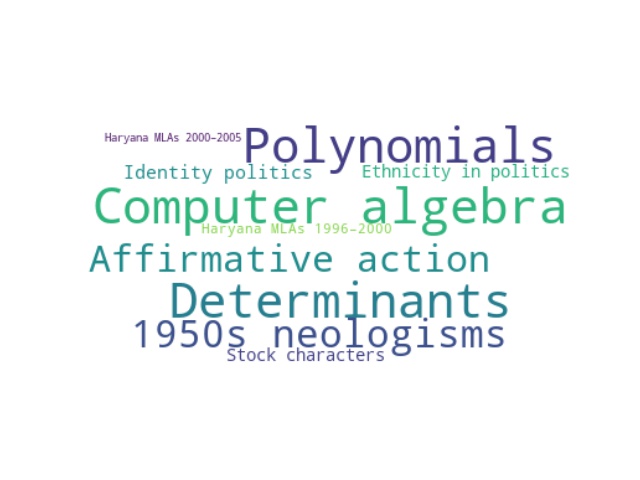 Haryana MLAs 2000–2005
Polynomials
Identity politics
Ethnicity in politics
Computer algebra
Haryana MLAs 1996–2000
Affirmative action
Determinants
1950s neologisms
Stock characters